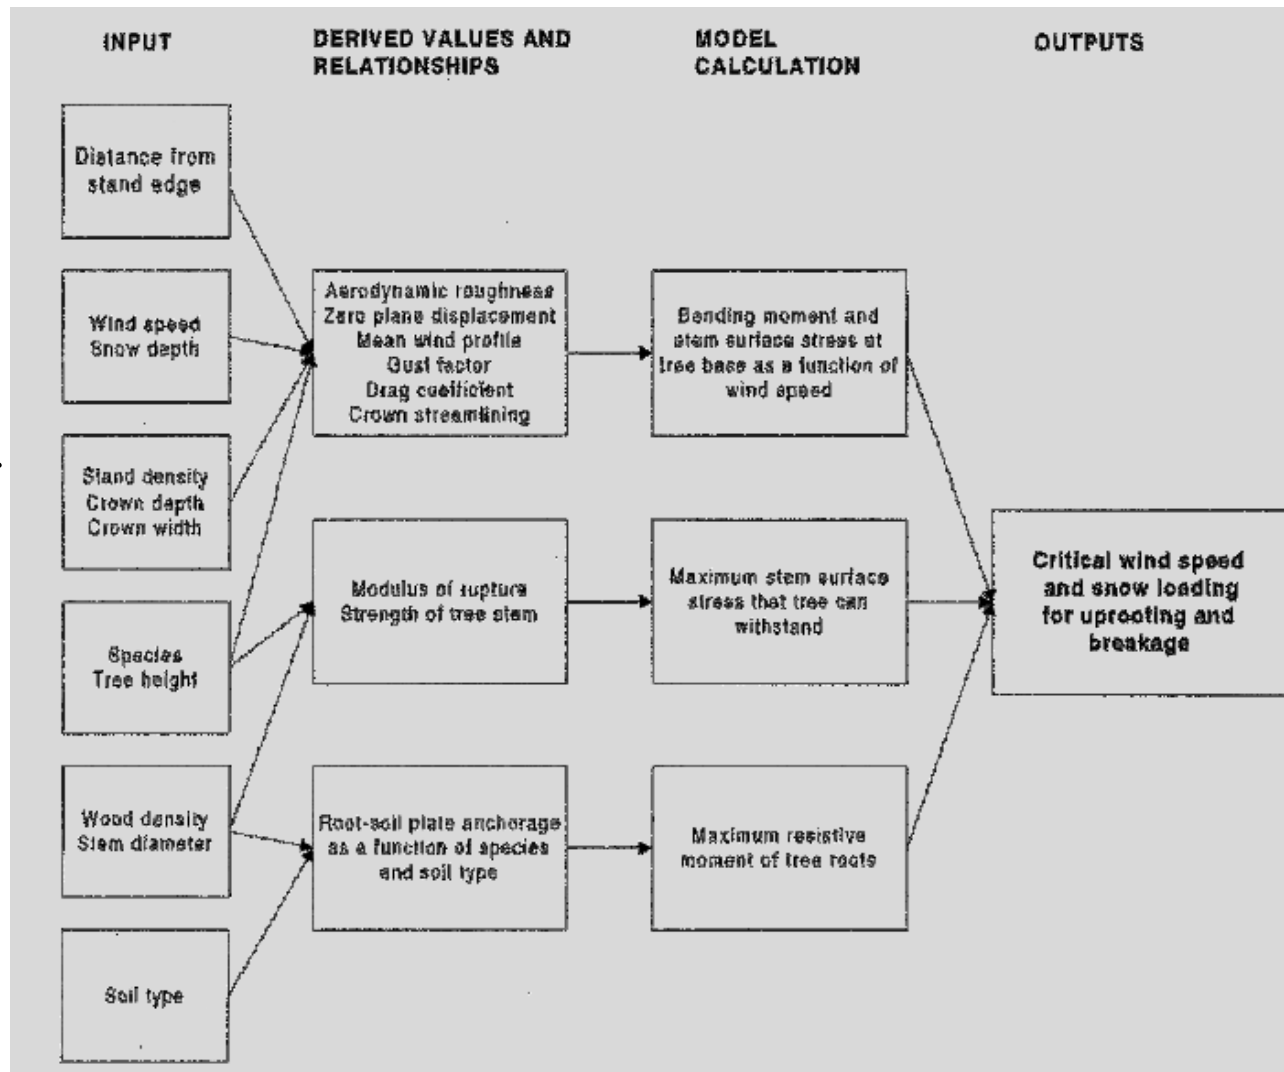 INPUT
DERIVED VALUES AND
RELATIONSHIPS
MODEL
CALCULATION
OUTPUTS
Distance from
stand edge
Wind speed
Snow depth
Stand density
Crown depth
Crown width
Species
Tree height
Wood density
Stem diameter
Soil type
Aerodynamic roughness
Zero plane displacement
Mean wind profile
Gust factor
Drag coefficient
Crown streamlining
Modulus of rupture
Strength of tree stem
Root-soil plate anchorage
as a function of species
and soil type
Bending moment and
stem surface stress at
tree base as a function of
wind speed
Maximum stem surface
stress that tree can
withstand
Maximum resistive
moment of tree roots
Critical wind speed
and snow loading
for uprooting and
breakage